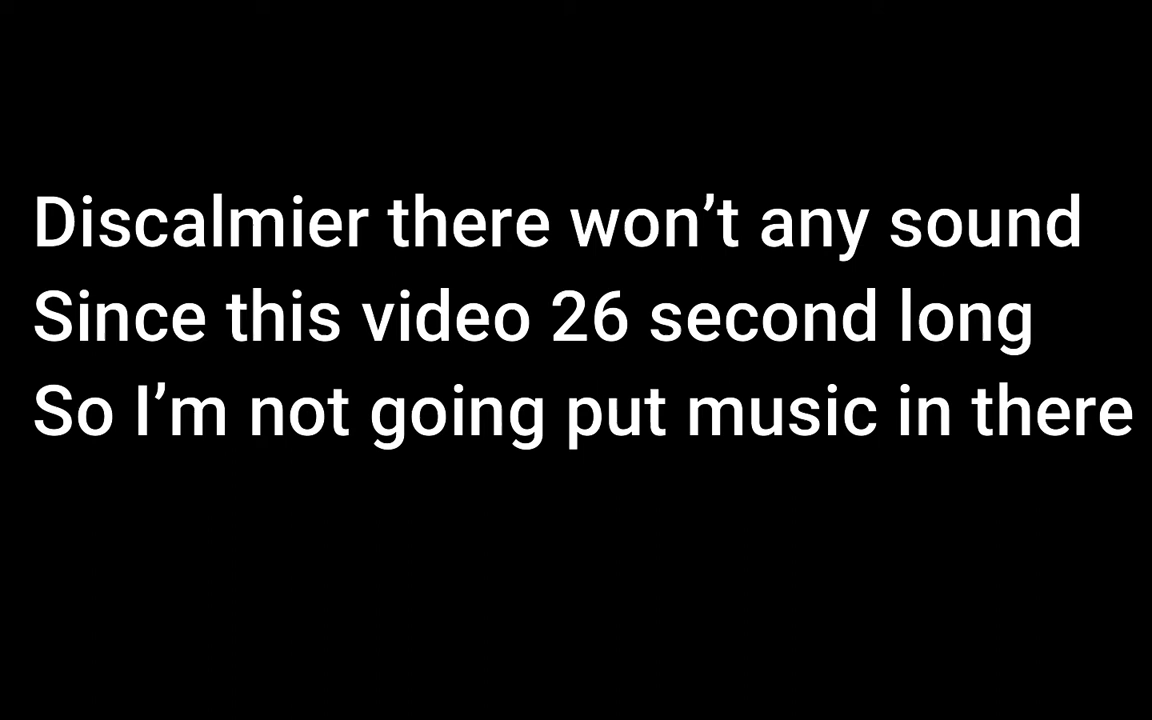 Discalmier there won’t any sound
Since this video 26 second long
So I’m not going put music in there